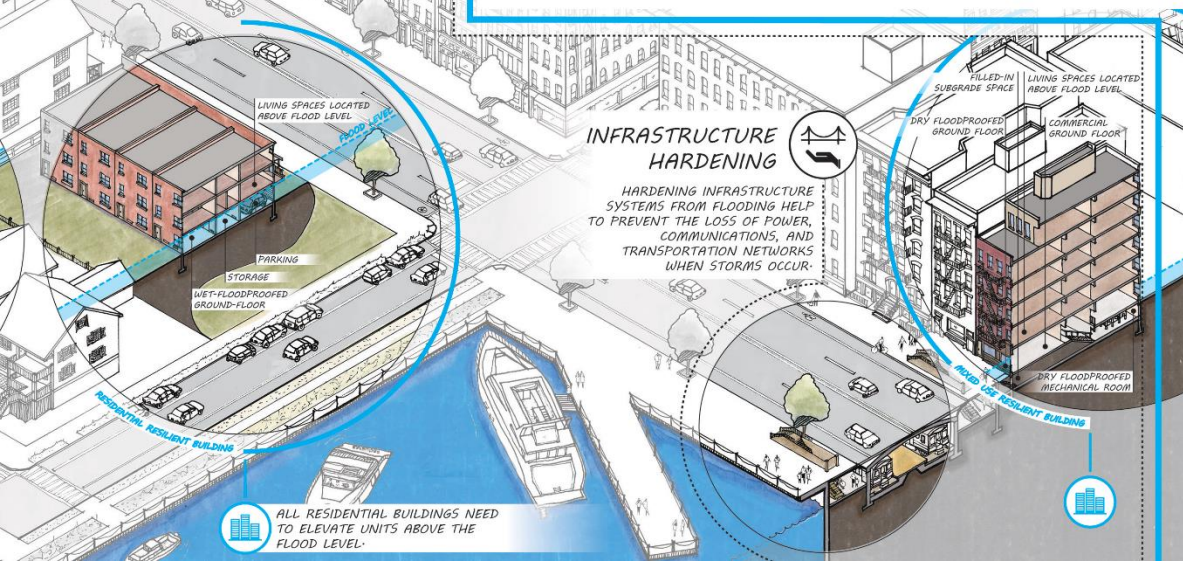 LIVING SPACES LOCATED
ABOVE FLOOD LEVEL
FLOOD LEVEL
PARKING
STORAGE
WET-FLOODPROOFED
GROUND-FLOOR
RESIDENTIAL RESILIENT BUILDING
ALL RESIDENTIAL BUILDINGS NEED
TO ELEVATE UNITS ABOVE THE
FLOOD LEVEL.
INFRASTRUCTURE
HARDENING
HARDENING INFRASTRUCTURE
SYSTEMS FROM FLOODING HELP
TO PREVENT THE LOSS OF POWER,
COMMUNICATIONS, AND
TRANSPORTATION NETWORKS
WHEN STORMS OCCUR.
FILLED-IN
SUBGRADE SPACE
LIVING SPACES LOCATED
ABOVE FLOOD LEVEL
DRY FLOODPROOFED
GROUND FLOOR
COMMERCIAL
GROUND FLOOR
DRY FLOODPROOFED
MECHANICAL ROOM
MIXED USE RESILIENT BUILDING